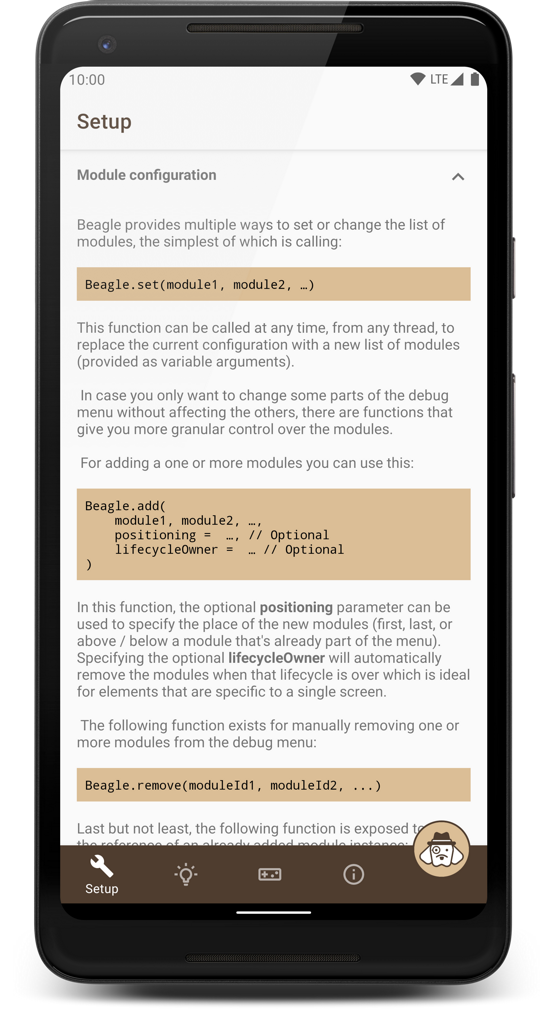 10:00
LTE
Setup
Module configuration
Beagle provides multiple ways to set or change the list of
modules, the simplest of which is calling:
Beagle.set(module1, module2, …)
This function can be called at any time, from any thread, to
replace the current configuration with a new list of modules
(provided as variable arguments).
In case you only want to change some parts of the debug
menu without affecting the others, there are functions that
give you more granular control over the modules.
For adding a one or more modules you can use this:
Beagle.add(
    module1, module2, …,
    positioning =  …, // Optional
    lifecycleOwner =  … // Optional
)
In this function, the optional positioning parameter can be
used to specify the place of the new modules (first, last, or
above / below a module that's already part of the menu).
Specifying the optional lifecycleOwner will automatically
remove the modules when that lifecycle is over which is ideal
for elements that are specific to a single screen.
The following function exists for manually removing one or
more modules from the debug menu:
Beagle.remove(moduleId1, moduleId2, ...)
Last but not least, the following function is exposed to
the reference of an already added module instance:
Setup